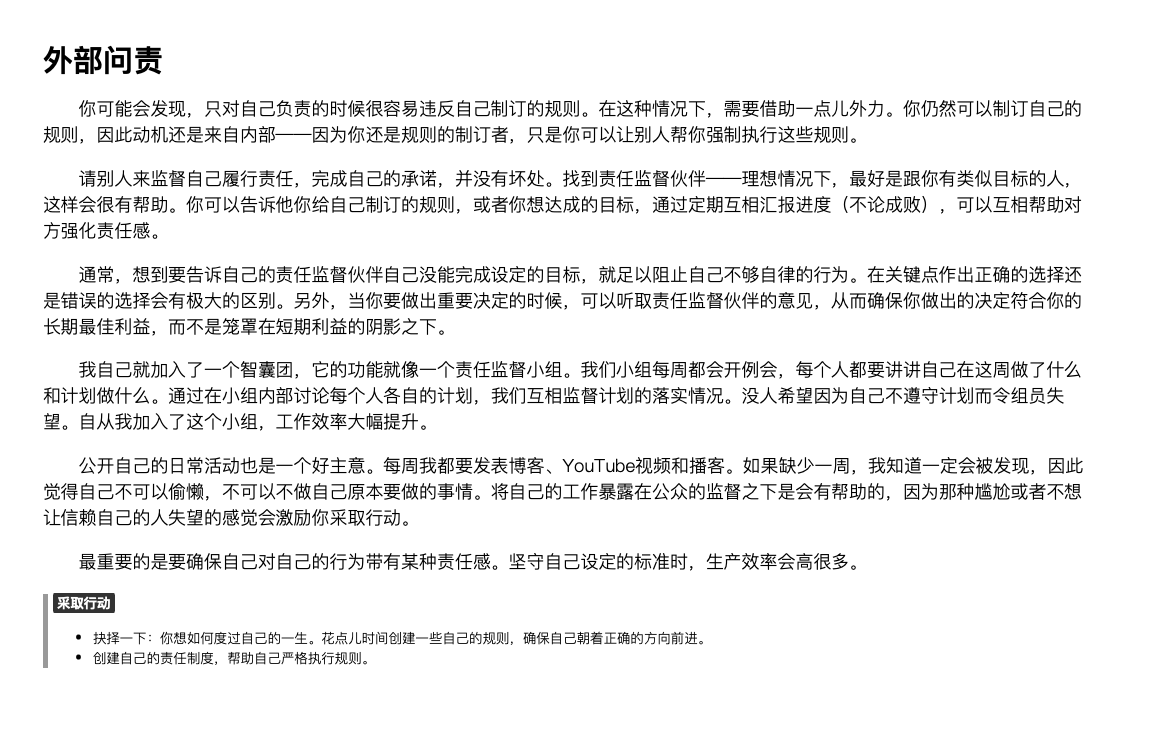 外部问责
你可能会发现，只对自己负责的时候很容易违反自己制订的规则。在这种情况下，需要借助一点儿外力。你仍然可以制订自己的
规则，因此动机还是来自内部——因为你还是规则的制订者，只是你可以让别人帮你强制执行这些规则。
请别人来监督自己履行责任，完成自己的承诺，并没有坏处。找到责任监督伙伴——理想情况下，最好是跟你有类似目标的人，
这样会很有帮助。你可以告诉他你给自己制订的规则，或者你想达成的目标，通过定期互相汇报进度（不论成败），可以互相帮助对
方强化责任感。
通常，想到要告诉自己的责任监督伙伴自己没能完成设定的目标，就足以阻止自己不够自律的行为。在关键点作出正确的选择还
是错误的选择会有极大的区别。另外，当你要做出重要决定的时候，可以听取责任监督伙伴的意见，从而确保你做出的决定符合你的
长期最佳利益，而不是笼罩在短期利益的阴影之下。
我自己就加入了一个智囊团，它的功能就像一个责任监督小组。我们小组每周都会开例会，每个人都要讲讲自己在这周做了什么
和计划做什么。通过在小组内部讨论每个人各自的计划，我们互相监督计划的落实情况。没人希望因为自己不遵守计划而令组员失
望。自从我加入了这个小组，工作效率大幅提升。
公开自己的日常活动也是一个好主意。每周我都要发表博客、YouTube视频和播客。如果缺少一周，我知道一定会被发现，因此
觉得自己不可以偷懒，不可以不做自己原本要做的事情。将自己的工作暴露在公众的监督之下是会有帮助的，因为那种尴尬或者不想
让信赖自己的人失望的感觉会激励你采取行动。
最重要的是要确保自己对自己的行为带有某种责任感。坚守自己设定的标准时，生产效率会高很多。
采取行动
• 抉择一下：你想如何度过自己的一生。花点儿时间创建一些自己的规则，确保自己朝着正确的方向前进。
• 创建自己的责任制度，帮助自己严格执行规则。